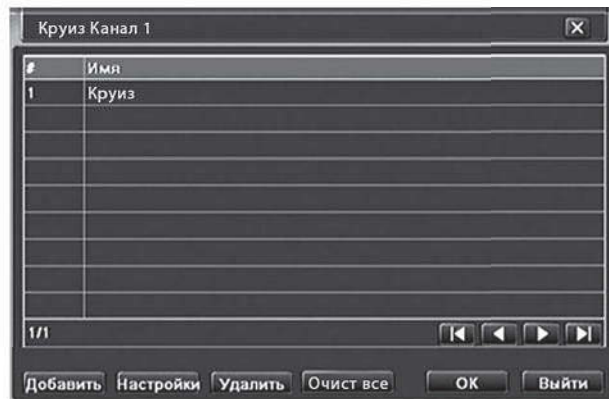 Круиз Канал 1
# Имя
1 Круиз
1/1
Добавить Настройки Удалить Очист все OK Выйти